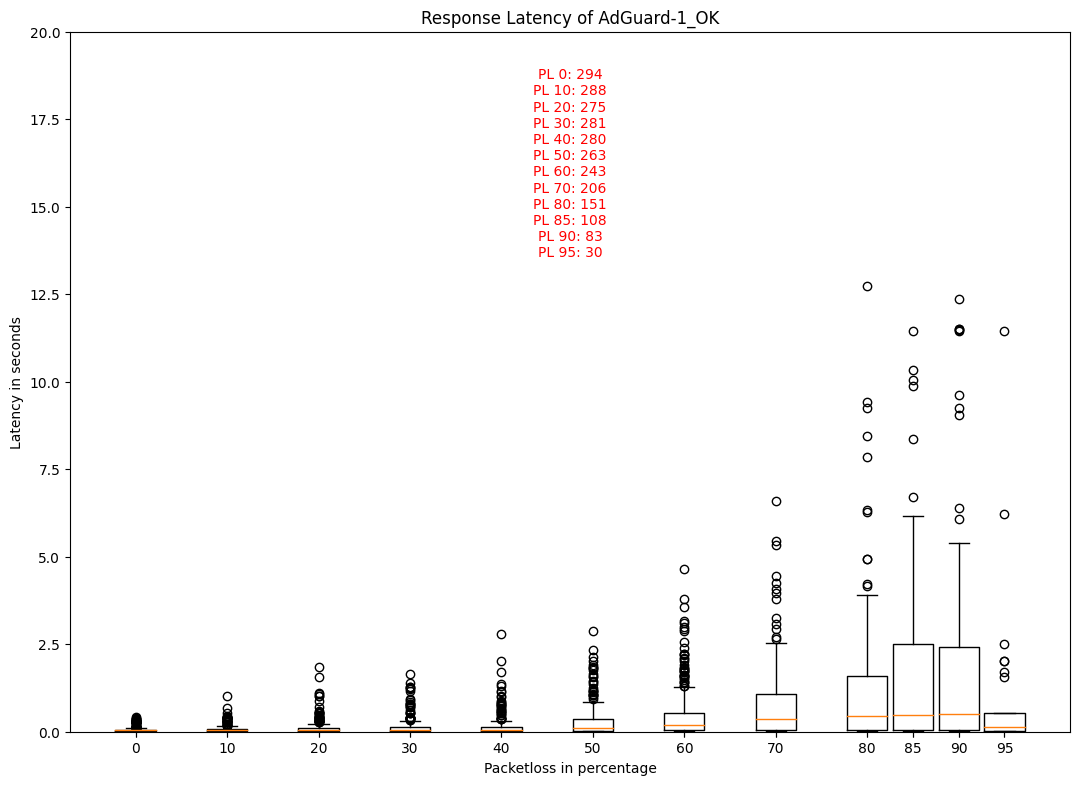 Response Latency of AdGuard-1_OK
20.0
17.5
15.0
12.5
10.0
7.5
5.0
2.5
0.0
Latency in seconds
PL 0: 294
PL 10: 288
PL 20: 275
PL 30: 281
PL 40: 280
PL 50: 263
PL 60: 243
PL 70: 206
PL 80: 151
PL 85: 108
PL 90: 83
PL 95: 30
0 10 20 30 40 50 60 70 80 85 90 95
Packetloss in percentage